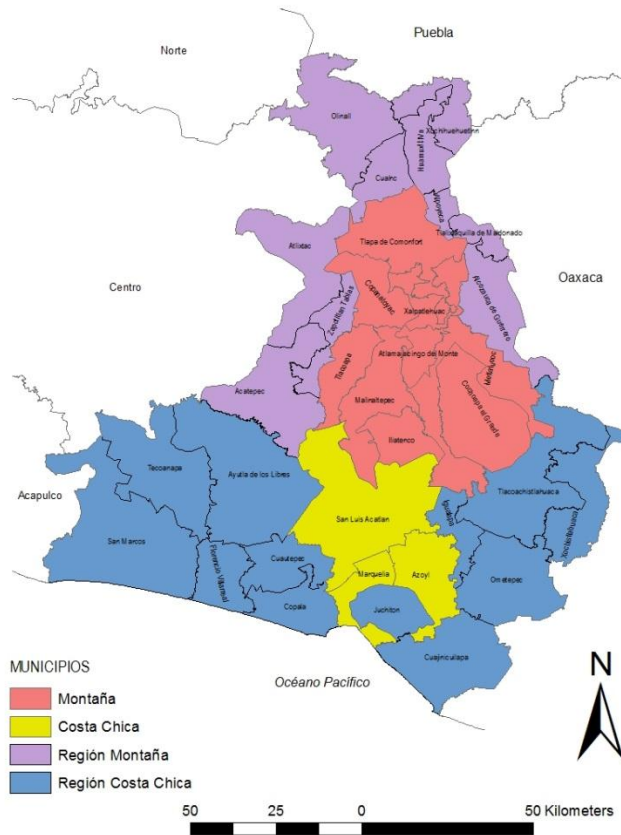 Puebla
Norte
Olinalá
Xochihuehuetlán
Cualác
Alpoyeca
Tlalixtaquilla de Maldonado
Atlixtac
Tlapa de Comonfort
Oaxaca
Centro
Copanatoyac
Alcozauca de Guerrero
Zapotitlán Tablas
Xalpatláhuac
Atlamajalcingo del Monte
Metlatónoc
Tlacoapa
Acatepec
Malinaltepec
Cochoapa el Grande
Iliatenco
Tecoanapa
Ayutla de los Libres
Tlacoachistlahuaca
Acapulco
San Luis Acatlán
Igualapa
San Marcos
Xochistlahuaca
Cuautepec
Florencio Villareal
Marquelia
Azoyú
Ometepec
Copala
Juchitán
Cuajinicuilapa
Océano Pacífico
N
MUNICIPIOS
Montaña
Costa Chica
Región Montaña
Región Costa Chica
50 25 0 50 Kilometers